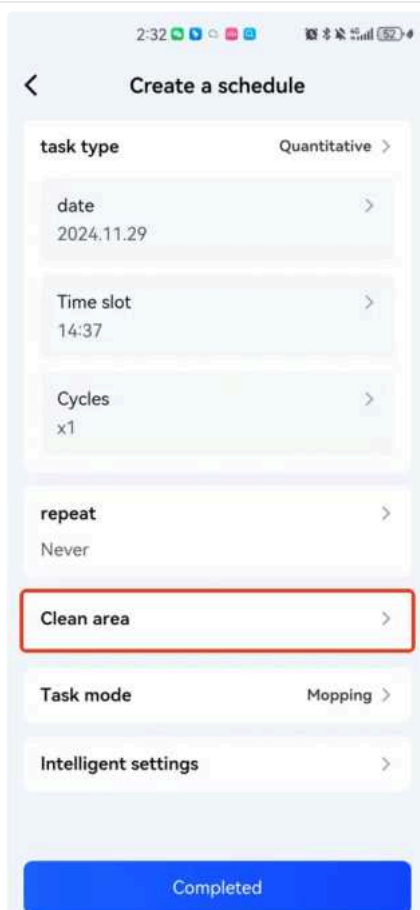 2:32 52
Create a schedule
task type Quantitative
date
2024.11.29
Time slot
14:37
Cycles
x1
repeat
Never
Clean area
Task mode Mopping
Intelligent settings
Completed